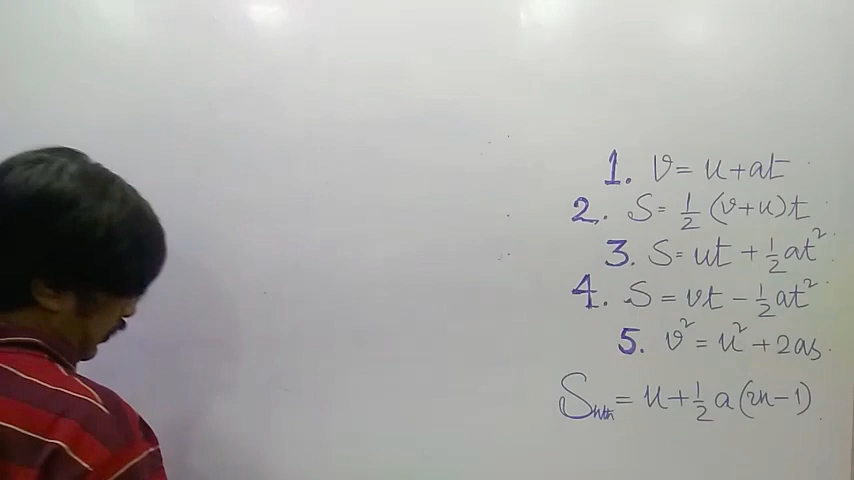 1. v = u + at
2. S = 1/2 (v+u)t
3. S = ut + 1/2 at²
4. S = vt - 1/2 at²
5. v² = u² + 2as
Snth = u + 1/2 a(2n-1)